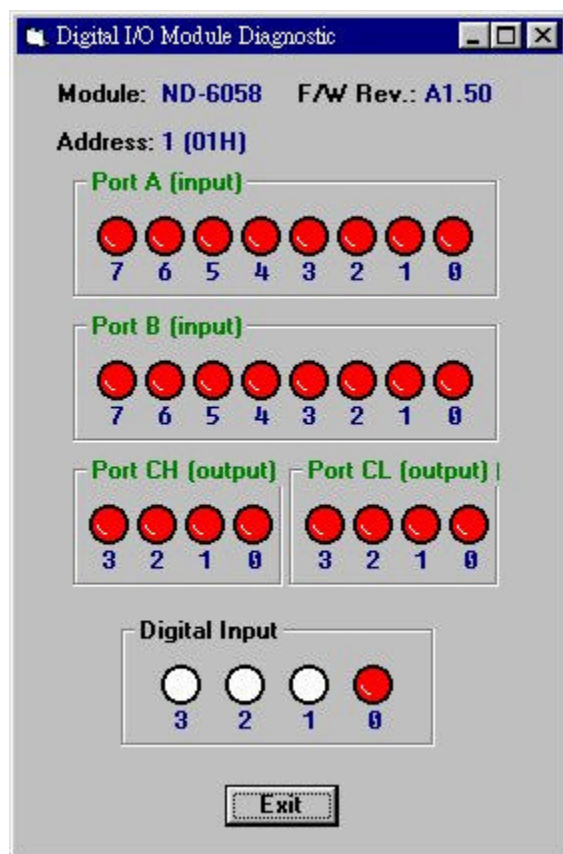 Digital I/O Module Diagnostic
Module: ND-6058 F/W Rev.: A1.50
Address: 1 (01H)
Port A (input)
7 6 5 4 3 2 1 0
Port B (input)
7 6 5 4 3 2 1 0
Port CH (output) Port CL (output)
3 2 1 0 3 2 1 0
Digital Input
3 2 1 0
Exit